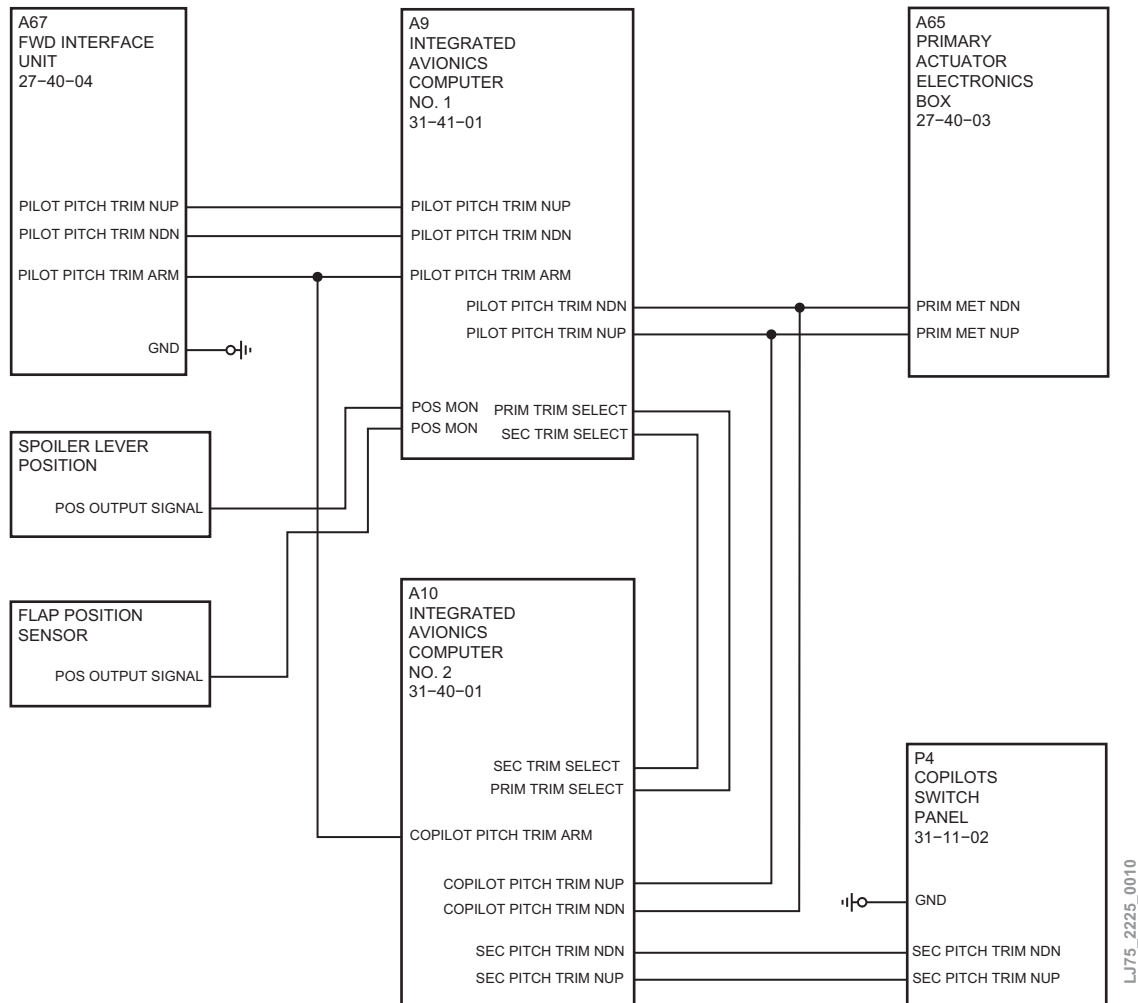 A67
FWD INTERFACE
UNIT
27−40−04
PILOT PITCH TRIM NUP
PILOT PITCH TRIM NDN
PILOT PITCH TRIM ARM
GND
A9
INTEGRATED
AVIONICS
COMPUTER
NO. 1
31−41−01
PILOT PITCH TRIM NUP
PILOT PITCH TRIM NDN
PILOT PITCH TRIM ARM
PILOT PITCH TRIM NDN
PILOT PITCH TRIM NUP
POS MON
POS MON
PRIM TRIM SELECT
SEC TRIM SELECT
A65
PRIMARY
ACTUATOR
ELECTRONICS
BOX
27−40−03
PRIM MET NDN
PRIM MET NUP
SPOILER LEVER
POSITION
POS OUTPUT SIGNAL
FLAP POSITION
SENSOR
POS OUTPUT SIGNAL
A10
INTEGRATED
AVIONICS
COMPUTER
NO. 2
31−40−01
SEC TRIM SELECT
PRIM TRIM SELECT
COPILOT PITCH TRIM ARM
COPILOT PITCH TRIM NUP
COPILOT PITCH TRIM NDN
SEC PITCH TRIM NDN
SEC PITCH TRIM NUP
P4
COPILOTS
SWITCH
PANEL
31−11−02
GND
SEC PITCH TRIM NDN
SEC PITCH TRIM NUP
LJ75_2225_0010